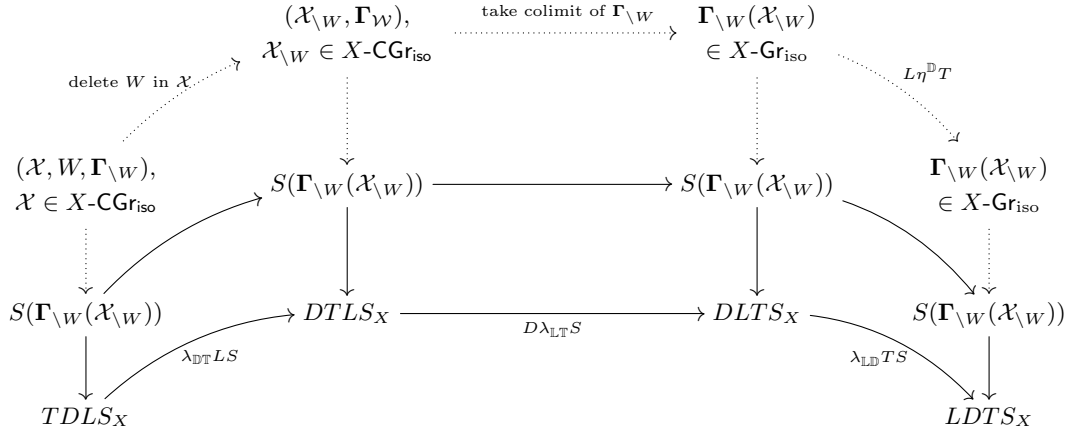 (𝒳_{\W}, Γ_𝒲),
𝒳_{\W} ∈ X-CGr_iso
take colimit of Γ_{\W}
Γ_{\W}(𝒳_{\W})
∈ X-Gr_iso
delete W in 𝒳
Lη^𝔻T
(𝒳, W, Γ_{\W}),
𝒳 ∈ X-CGr_iso
S(Γ_{\W}(𝒳_{\W}))
S(Γ_{\W}(𝒳_{\W}))
Γ_{\W}(𝒳_{\W})
∈ X-Gr_iso
S(Γ_{\W}(𝒳_{\W}))
DTLS_X
Dλ_{𝕃𝕋}S
DLTS_X
S(Γ_{\W}(𝒳_{\W}))
λ_{𝔻𝕋}LS
λ_{𝕃𝔻}TS
TDLS_X
LDTS_X